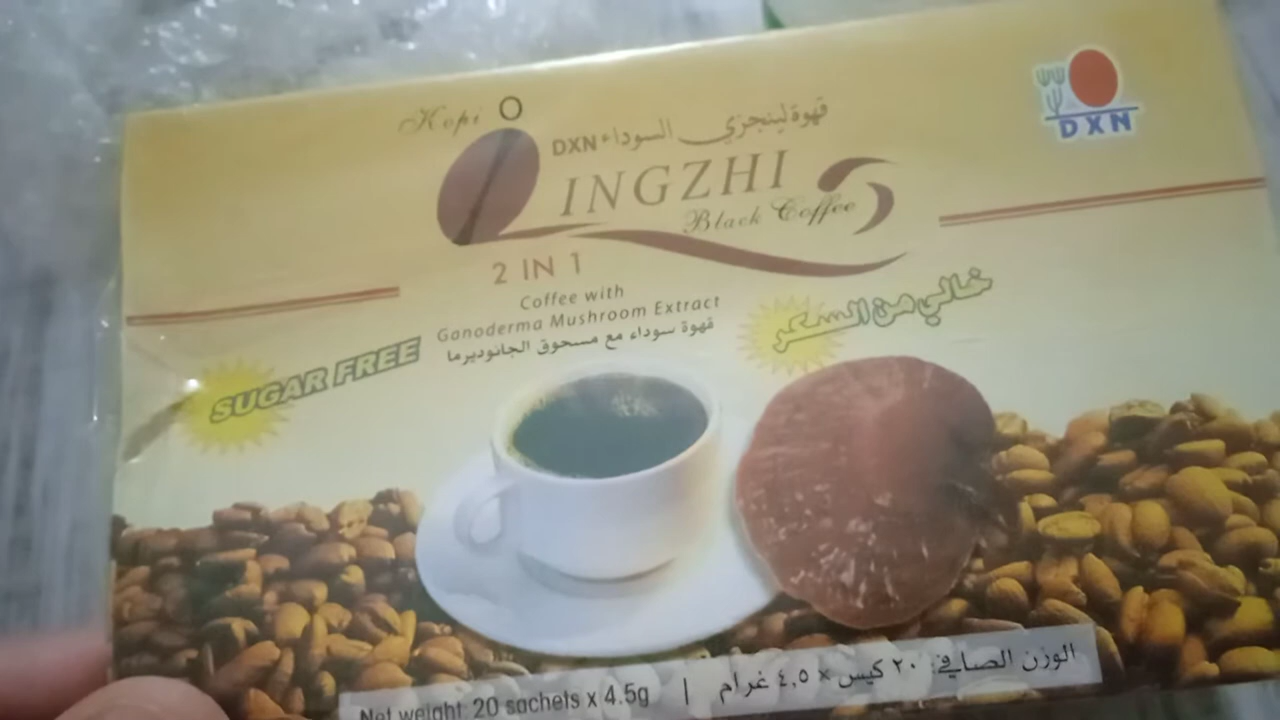 Kopi O
DXN قهوة لينجزي السوداء
DXN
LINGZHI
Black Coffee
2 IN 1
Coffee with
Ganoderma Mushroom Extract
قهوة سوداء مع مسحوق الجانوديرما
SUGAR FREE
خالي من السكر
Net weight: 20 sachets x 4.5g | الوزن الصافي: ٢٠ كيس x ٤,٥ غرام